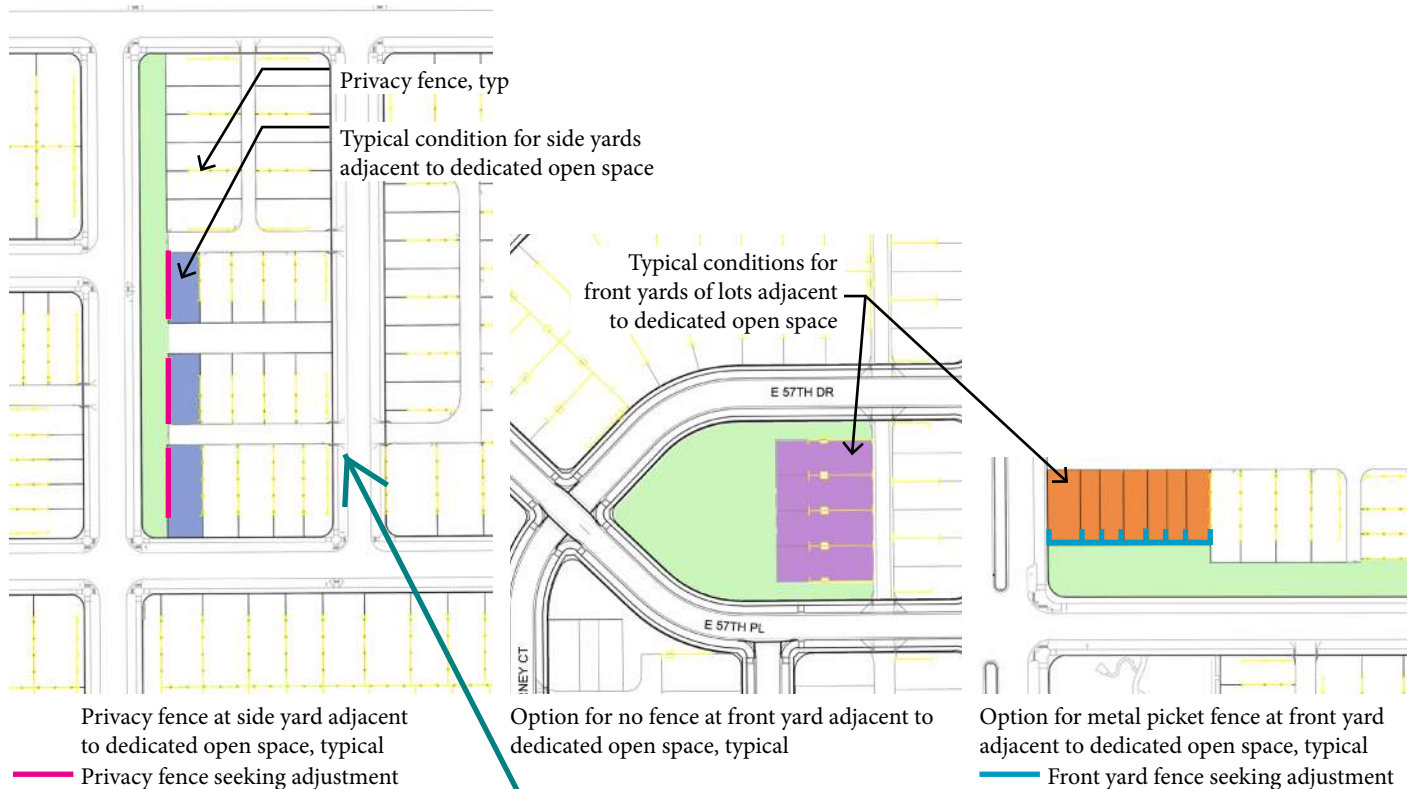 Privacy fence, typ
Typical condition for side yards
adjacent to dedicated open space
Typical conditions for
front yards of lots adjacent
to dedicated open space
E 57TH DR
E 57TH PL
RNEY CT
Privacy fence at side yard adjacent
to dedicated open space, typical
Privacy fence seeking adjustment
Option for no fence at front yard adjacent to
dedicated open space, typical
Option for metal picket fence at front yard
adjacent to dedicated open space, typical
Front yard fence seeking adjustment